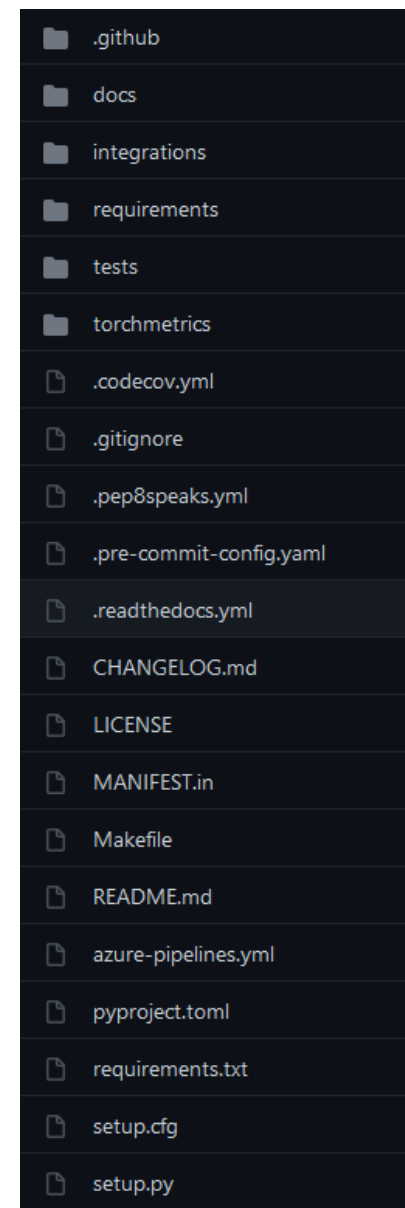 .github
docs
integrations
requirements
tests
torchmetrics
.codecov.yml
.gitignore
.pep8speaks.yml
.pre-commit-config.yaml
.readthedocs.yml
CHANGELOG.md
LICENSE
MANIFEST.in
Makefile
README.md
azure-pipelines.yml
pyproject.toml
requirements.txt
setup.cfg
setup.py